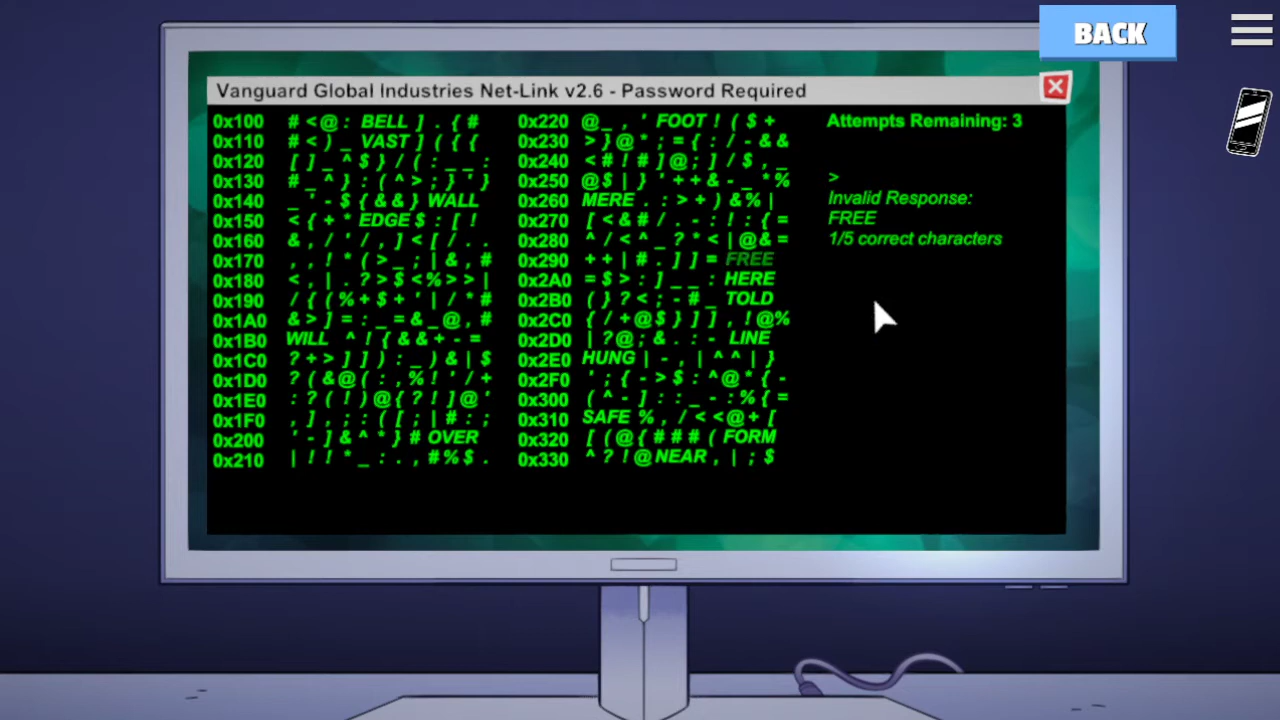 BACK
Vanguard Global Industries Net-Link v2.6 - Password Required
0x100 # < @ : BELL ] . { #
0x110 # < ) _ VAST ] ( { {
0x120 [ ] _ ^ $ } / ( : _ _ :
0x130 # _ ^ } : ( ^ > ; } ' }
0x140 _ ' - $ { & & } WALL
0x150 < { + * EDGE $ : [ !
0x160 & , / ' / , ] < [ / . .
0x170 , , ! * ( > _ ; | & , #
0x180 < , | . ? > $ < % > > |
0x190 / { ( % + $ + ' | / * #
0x1A0 & > ] = : _ = & _ @ , #
0x1B0 WILL ^ ! { & & + - =
0x1C0 ? + > ] ] ) : _ ) & | $
0x1D0 ? ( & @ ( : , % ! ' / +
0x1E0 : ? ( ! ) @ { ? ! ] @ '
0x1F0 , ] , ; : ( [ ; | # : ;
0x200 ' - ] & ^ * } # OVER
0x210 | ! ! * _ : . , # % $ .
0x220 @ _ , ' FOOT ! ( $ +
0x230 > } @ * ; = { : / - & &
0x240 < # ! # ] @ ; ] / $ , _
0x250 @ $ | } ' + + & - _ * %
0x260 MERE . : > + ) & % |
0x270 [ < & # / . - : ! : { =
0x280 ^ / < ^ _ ? * < | @ & =
0x290 + + | # . ] ] = FREE
0x2A0 = $ > : ] _ _ : HERE
0x2B0 ( } ? < ; - # _ TOLD
0x2C0 { / + @ $ } ] ] , ! @ %
0x2D0 | ? @ ; & . : - LINE
0x2E0 HUNG | - , | ^ ^ | }
0x2F0 ' ; { - > $ : ^ @ * { -
0x300 ( ^ - ] : : _ - : % { =
0x310 SAFE % , / < < @ + [
0x320 [ ( @ { # # # ( FORM
0x330 ^ ? ! @ NEAR , | ; $
Attempts Remaining: 3
>
Invalid Response:
FREE
1/5 correct characters